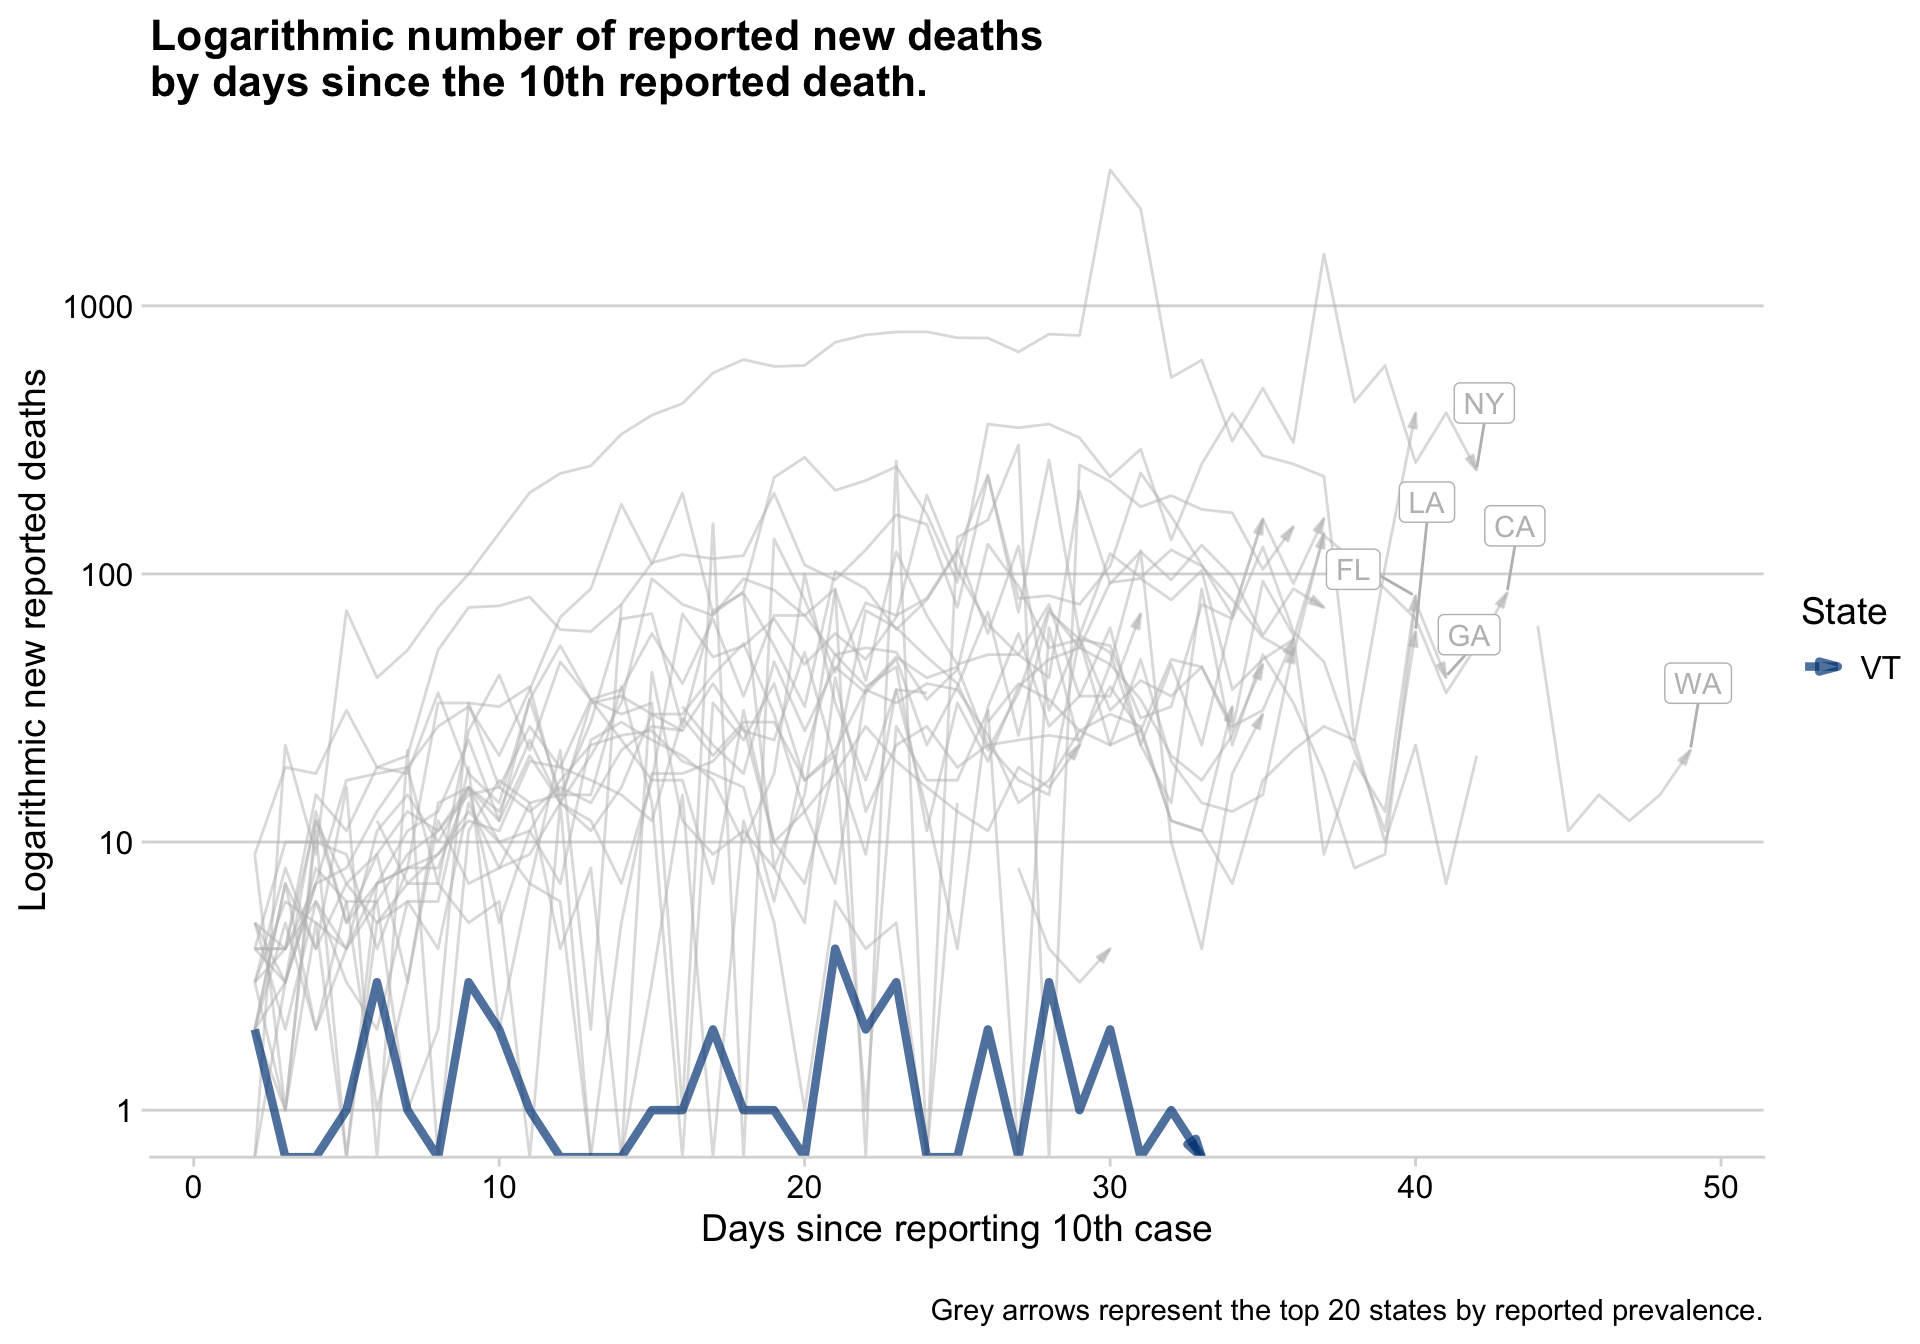 Logarithmic number of reported new deaths
by days since the 10th reported death.
Logarithmic new reported deaths
1000
100
10
1
NY
LA
CA
FL
GA
WA
State
VT
0 10 20 30 40 50
Days since reporting 10th case
Grey arrows represent the top 20 states by reported prevalence.